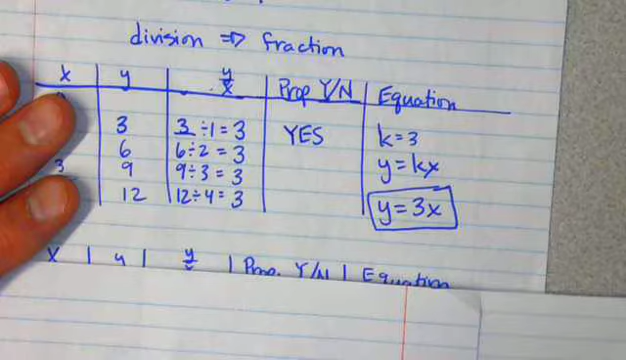 division => fraction
x | y | y/x | Prop Y/N | Equation
3 | 3 ÷ 1 = 3 | YES | k = 3
6 | 6 ÷ 2 = 3 | y = kx
3 | 9 | 9 ÷ 3 = 3
12 | 12 ÷ 4 = 3 | y = 3x
x | y | y/x | Prop. Y/N | Equation